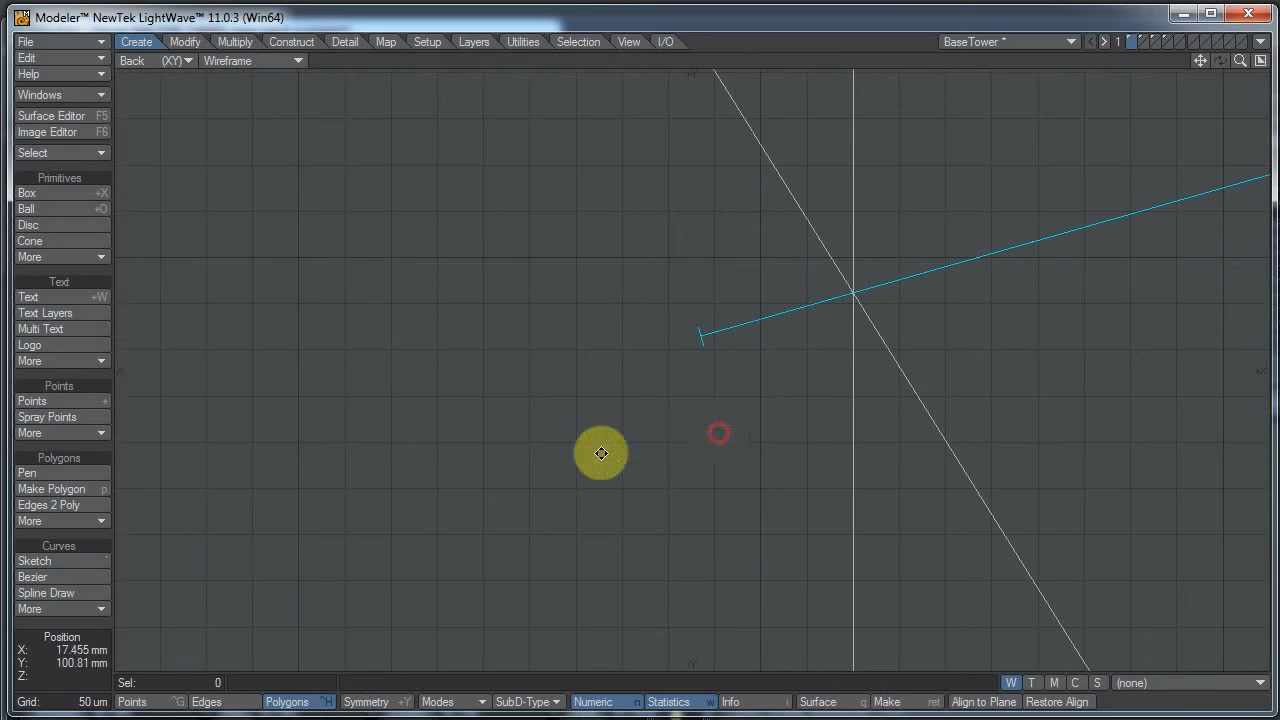 Modeler™ NewTek LightWave™ 11.0.3 (Win64)
File
Create Modify Multiply Construct Detail Map Setup Layers Utilities Selection View I/O
BaseTower * 1
Edit
Back (XY) Wireframe
Help
Windows
Surface Editor F5
Image Editor F6
Select
Primitives
Box +X
Ball +O
Disc
Cone
More
Text
Text +W
Text Layers
Multi Text
Logo
More
Points
Points +
Spray Points
More
Polygons
Pen
Make Polygon p
Edges 2 Poly
More
Curves
Sketch `
Bezier
Spline Draw
More
Position
X: 17.455 mm
Y: 100.81 mm
Z:
Sel: 0
W T M C S (none)
Grid: 50 um
Points ^G Edges Polygons ^H Symmetry +Y Modes SubD-Type Numeric n Statistics w Info i Surface q Make ret Align to Plane Restore Align
+Y
-Y